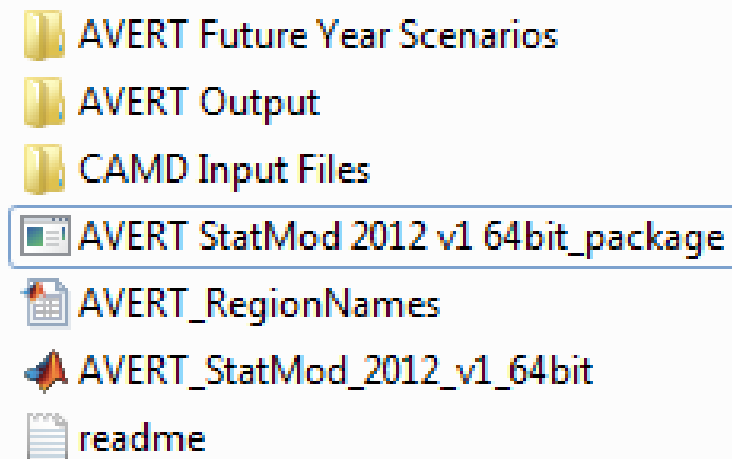 AVERT Future Year Scenarios
AVERT Output
CAMD Input Files
AVERT StatMod 2012 v1 64bit_package
AVERT_RegionNames
AVERT_StatMod_2012_v1_64bit
readme